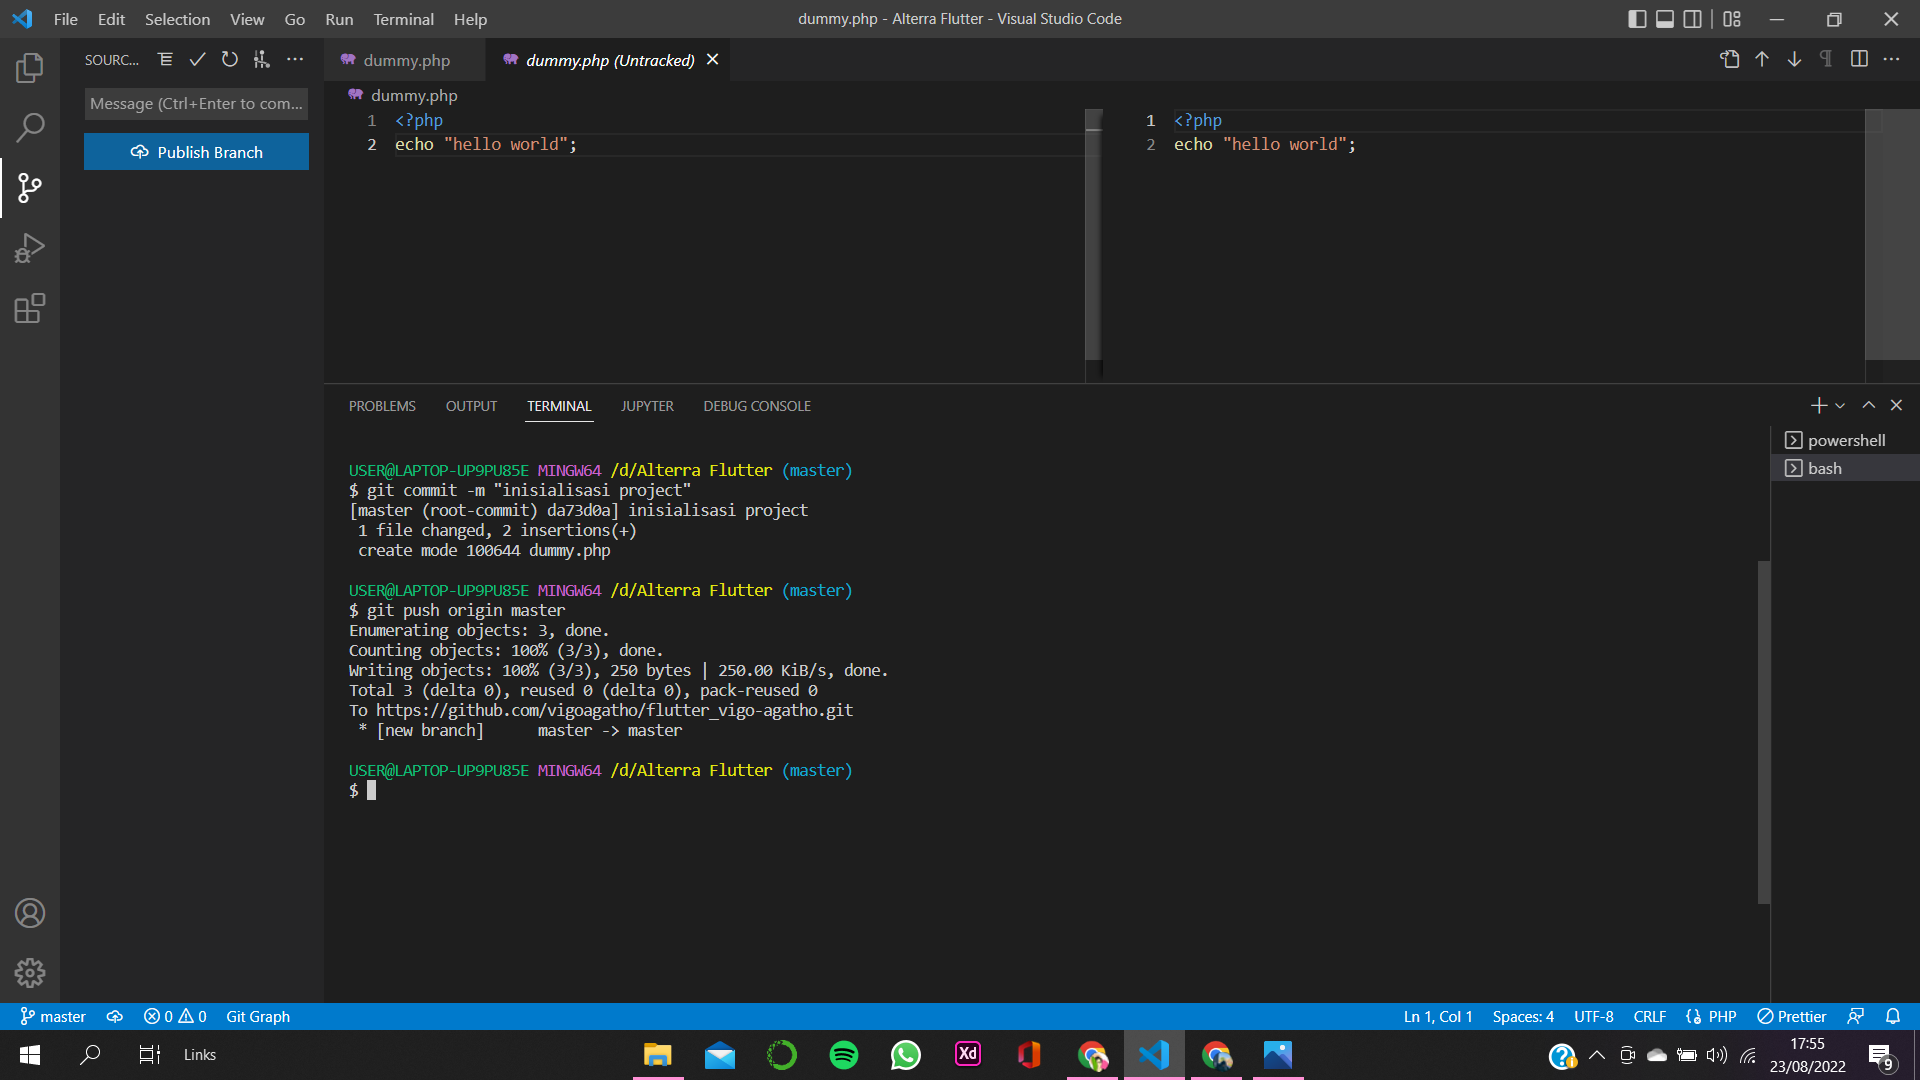 File Edit Selection View Go Run Terminal Help
dummy.php - Alterra Flutter - Visual Studio Code
SOURC...
dummy.php
dummy.php (Untracked)
Message (Ctrl+Enter to com...
Publish Branch
dummy.php
1 <?php
2 echo "hello world";
1 <?php
2 echo "hello world";
PROBLEMS OUTPUT TERMINAL JUPYTER DEBUG CONSOLE
powershell
bash
USER@LAPTOP-UP9PU85E MINGW64 /d/Alterra Flutter (master)
$ git commit -m "inisialisasi project"
[master (root-commit) da73d0a] inisialisasi project
1 file changed, 2 insertions(+)
create mode 100644 dummy.php
USER@LAPTOP-UP9PU85E MINGW64 /d/Alterra Flutter (master)
$ git push origin master
Enumerating objects: 3, done.
Counting objects: 100% (3/3), done.
Writing objects: 100% (3/3), 250 bytes | 250.00 KiB/s, done.
Total 3 (delta 0), reused 0 (delta 0), pack-reused 0
To https://github.com/vigoagatho/flutter_vigo-agatho.git
* [new branch]      master -> master
USER@LAPTOP-UP9PU85E MINGW64 /d/Alterra Flutter (master)
$
master 0 0 Git Graph
Ln 1, Col 1 Spaces: 4 UTF-8 CRLF PHP Prettier
Links
Xd
17:55
23/08/2022
9